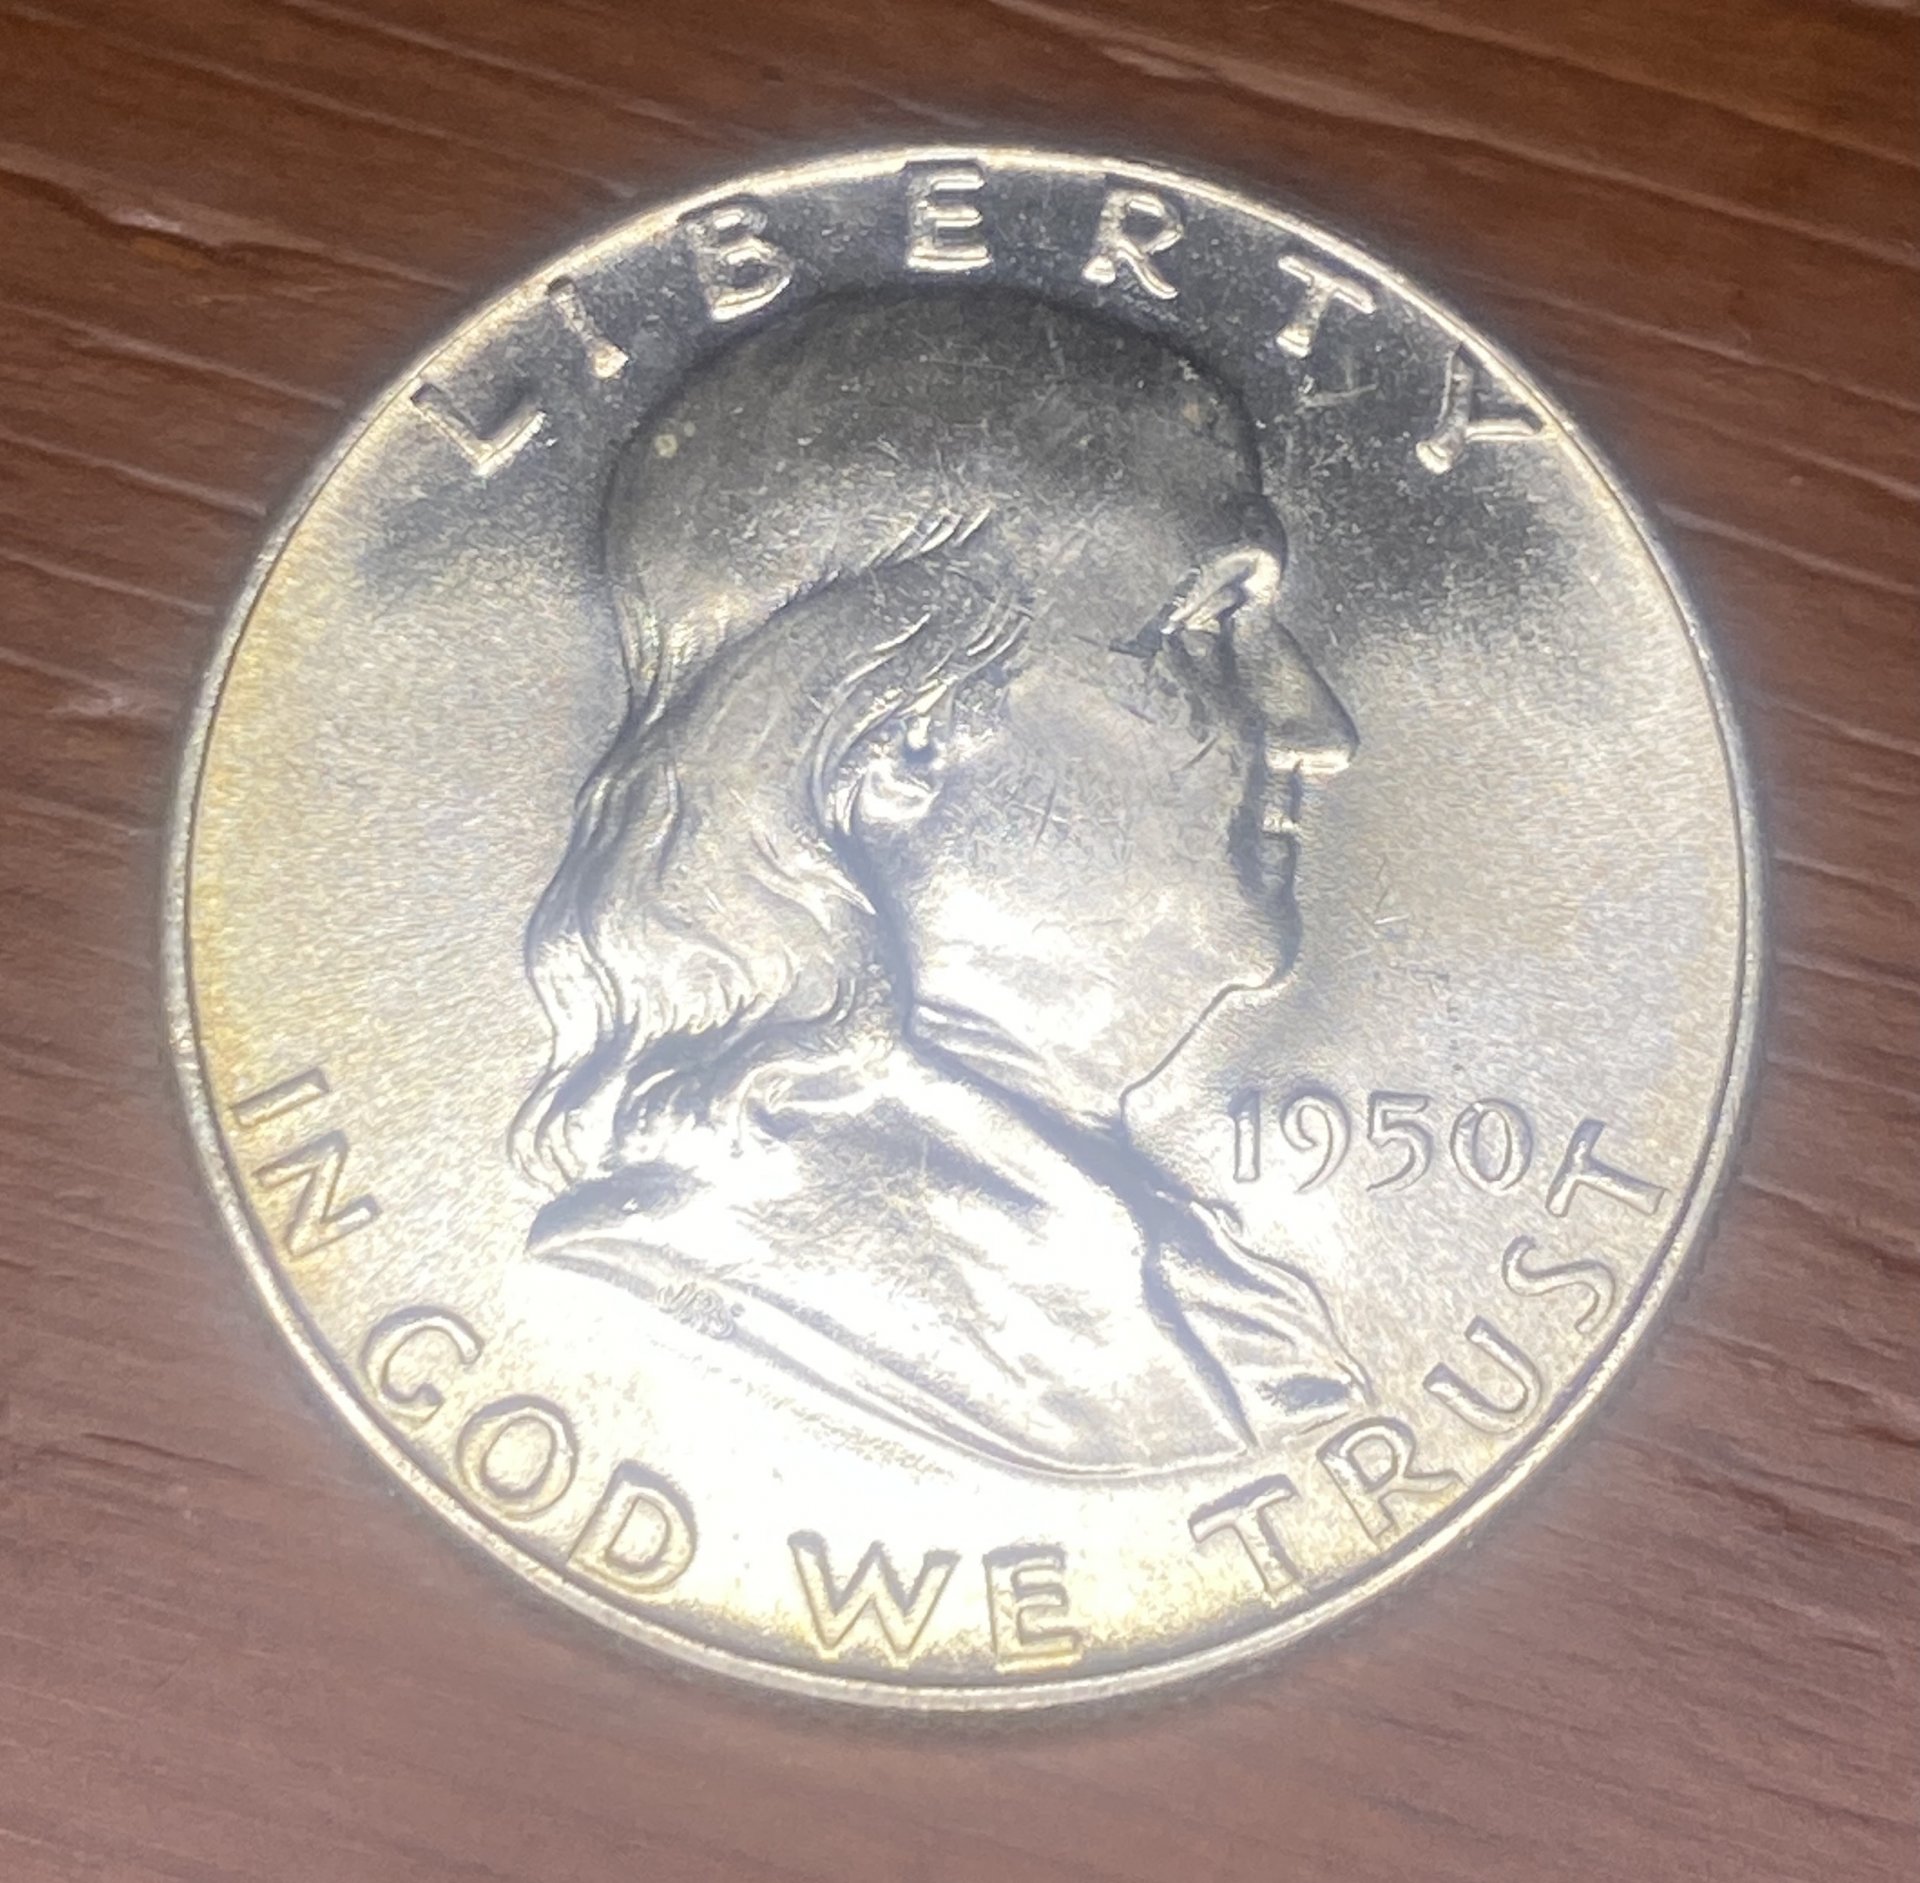 LIBERTY
1950
JRS
IN GOD WE TRUST